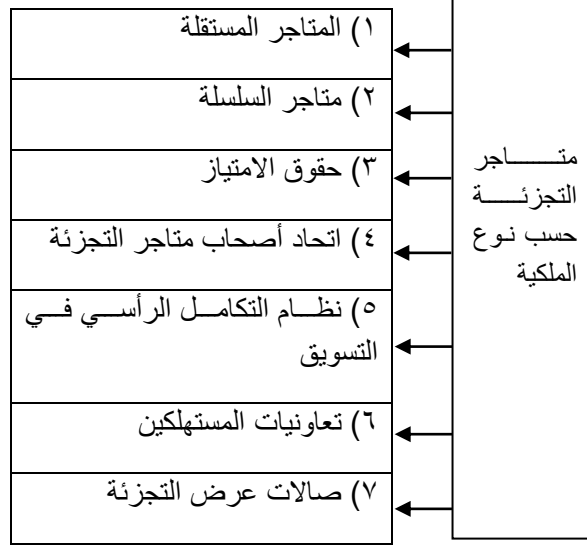 متاجر
التجزئة
حسب نوع
الملكية
١) المتاجر المستقلة
٢) متاجر السلسلة
٣) حقوق الامتياز
٤) اتحاد أصحاب متاجر التجزئة
٥) نظام التكامل الرأسي في
التسويق
٦) تعاونيات المستهلكين
٧) صالات عرض التجزئة